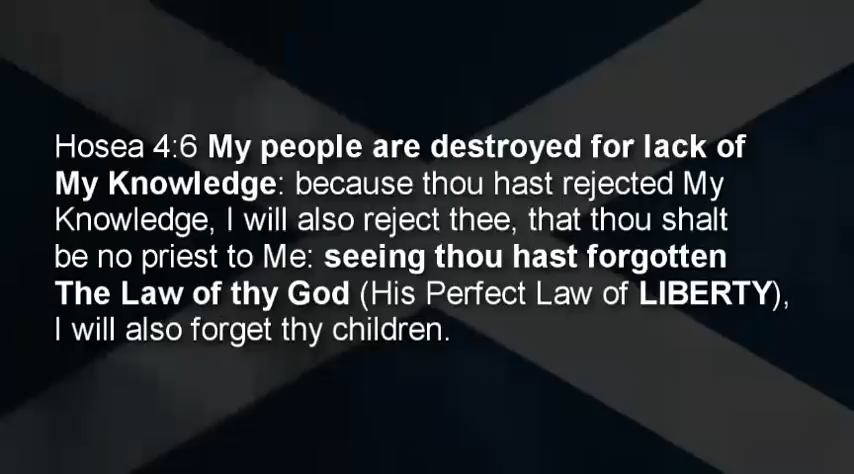 Hosea 4:6 My people are destroyed for lack of
My Knowledge: because thou hast rejected My
Knowledge, I will also reject thee, that thou shalt
be no priest to Me: seeing thou hast forgotten
The Law of thy God (His Perfect Law of LIBERTY),
I will also forget thy children.